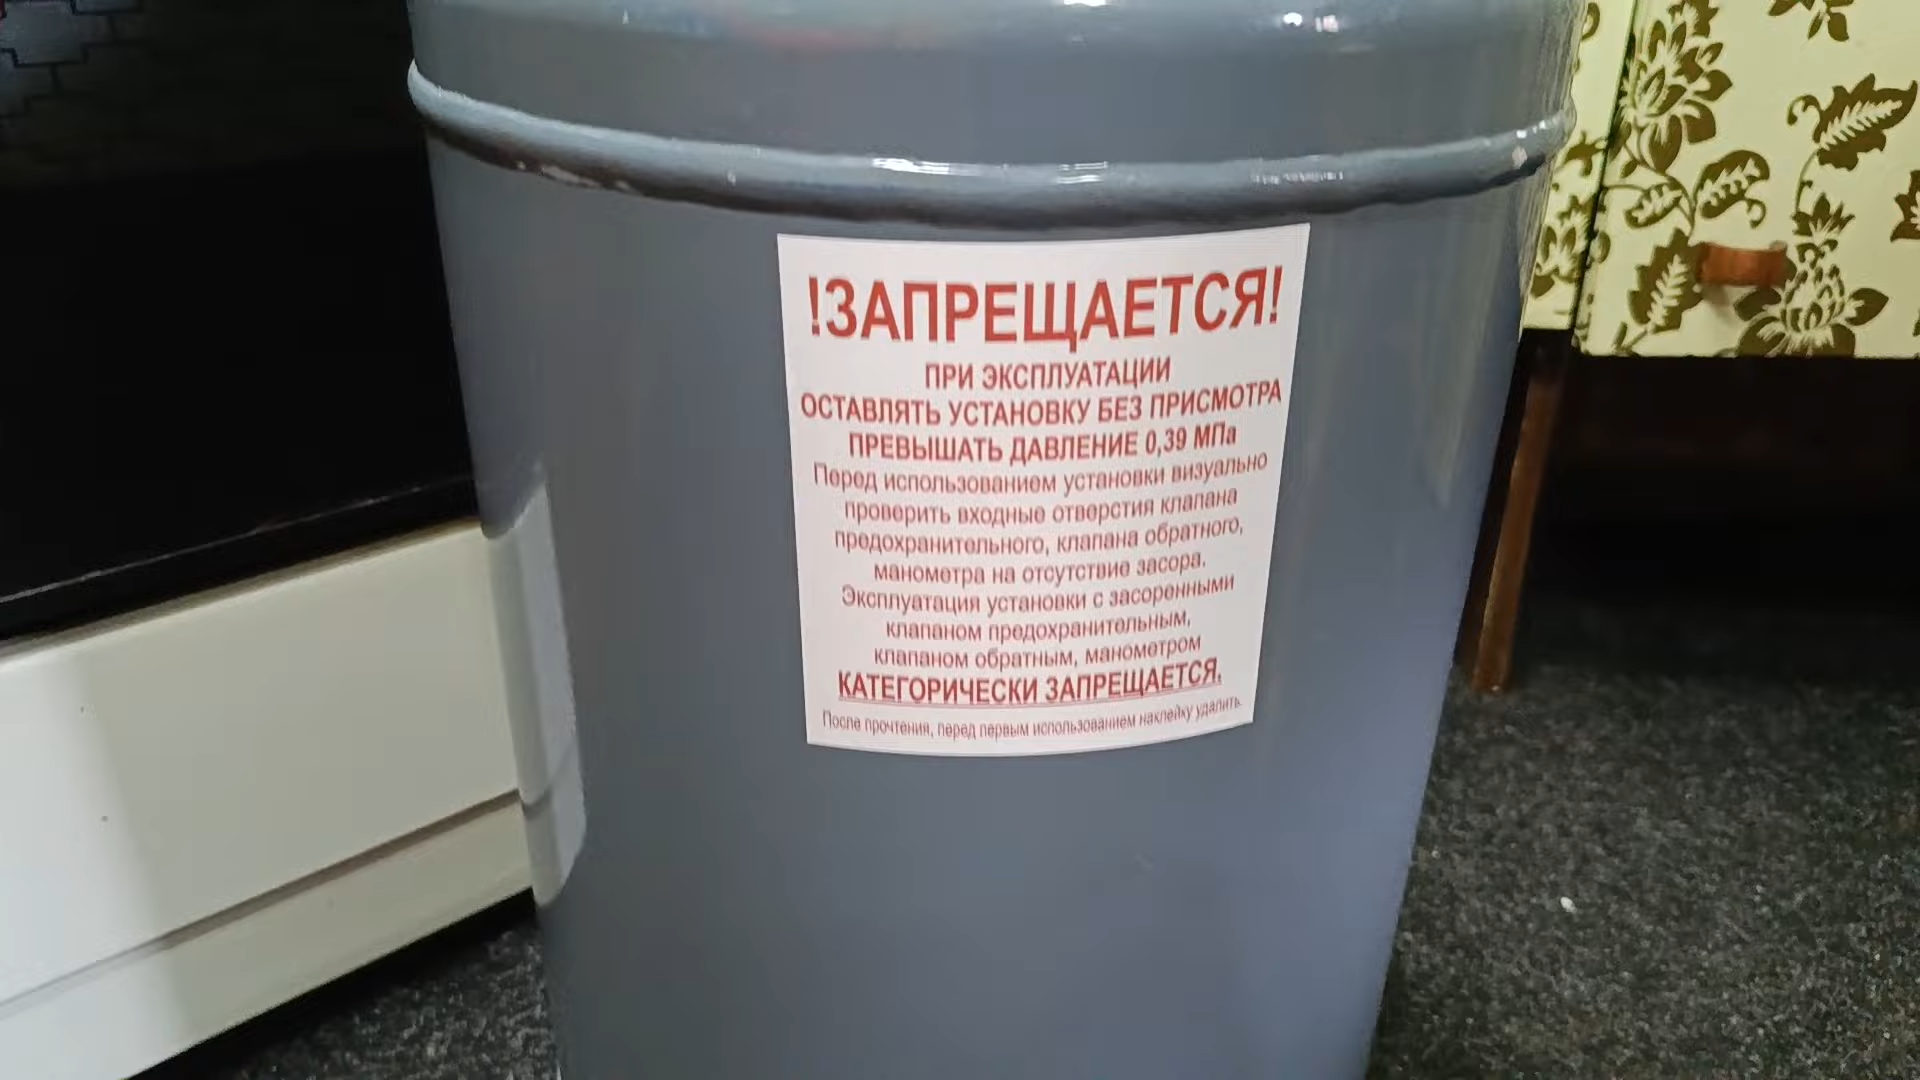 !ЗАПРЕЩАЕТСЯ!
ПРИ ЭКСПЛУАТАЦИИ
ОСТАВЛЯТЬ УСТАНОВКУ БЕЗ ПРИСМОТРА
ПРЕВЫШАТЬ ДАВЛЕНИЕ 0,39 МПа
Перед использованием установки визуально
проверить входные отверстия клапана
предохранительного, клапана обратного,
манометра на отсутствие засора.
Эксплуатация установки с засоренными
клапаном предохранительным,
клапаном обратным, манометром
КАТЕГОРИЧЕСКИ ЗАПРЕЩАЕТСЯ.
После прочтения, перед первым использованием наклейку удалить.